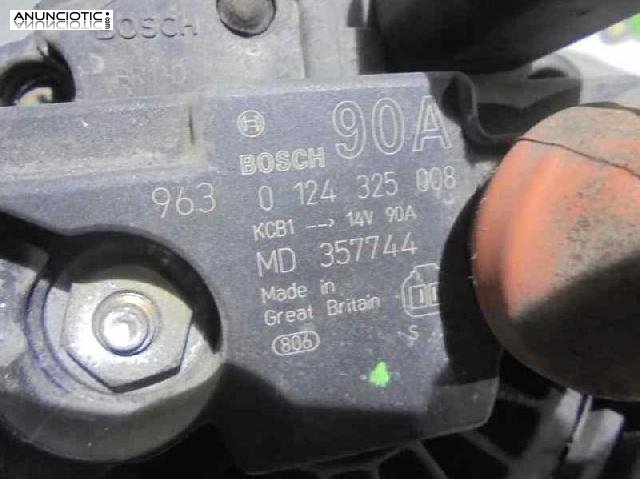 ANUNCIOTIC
BOSCH
90A
BOSCH
963
0 124 325 008
KCB1 --> 14V 90A
MD 357744
Made in
Great Britain
S
806